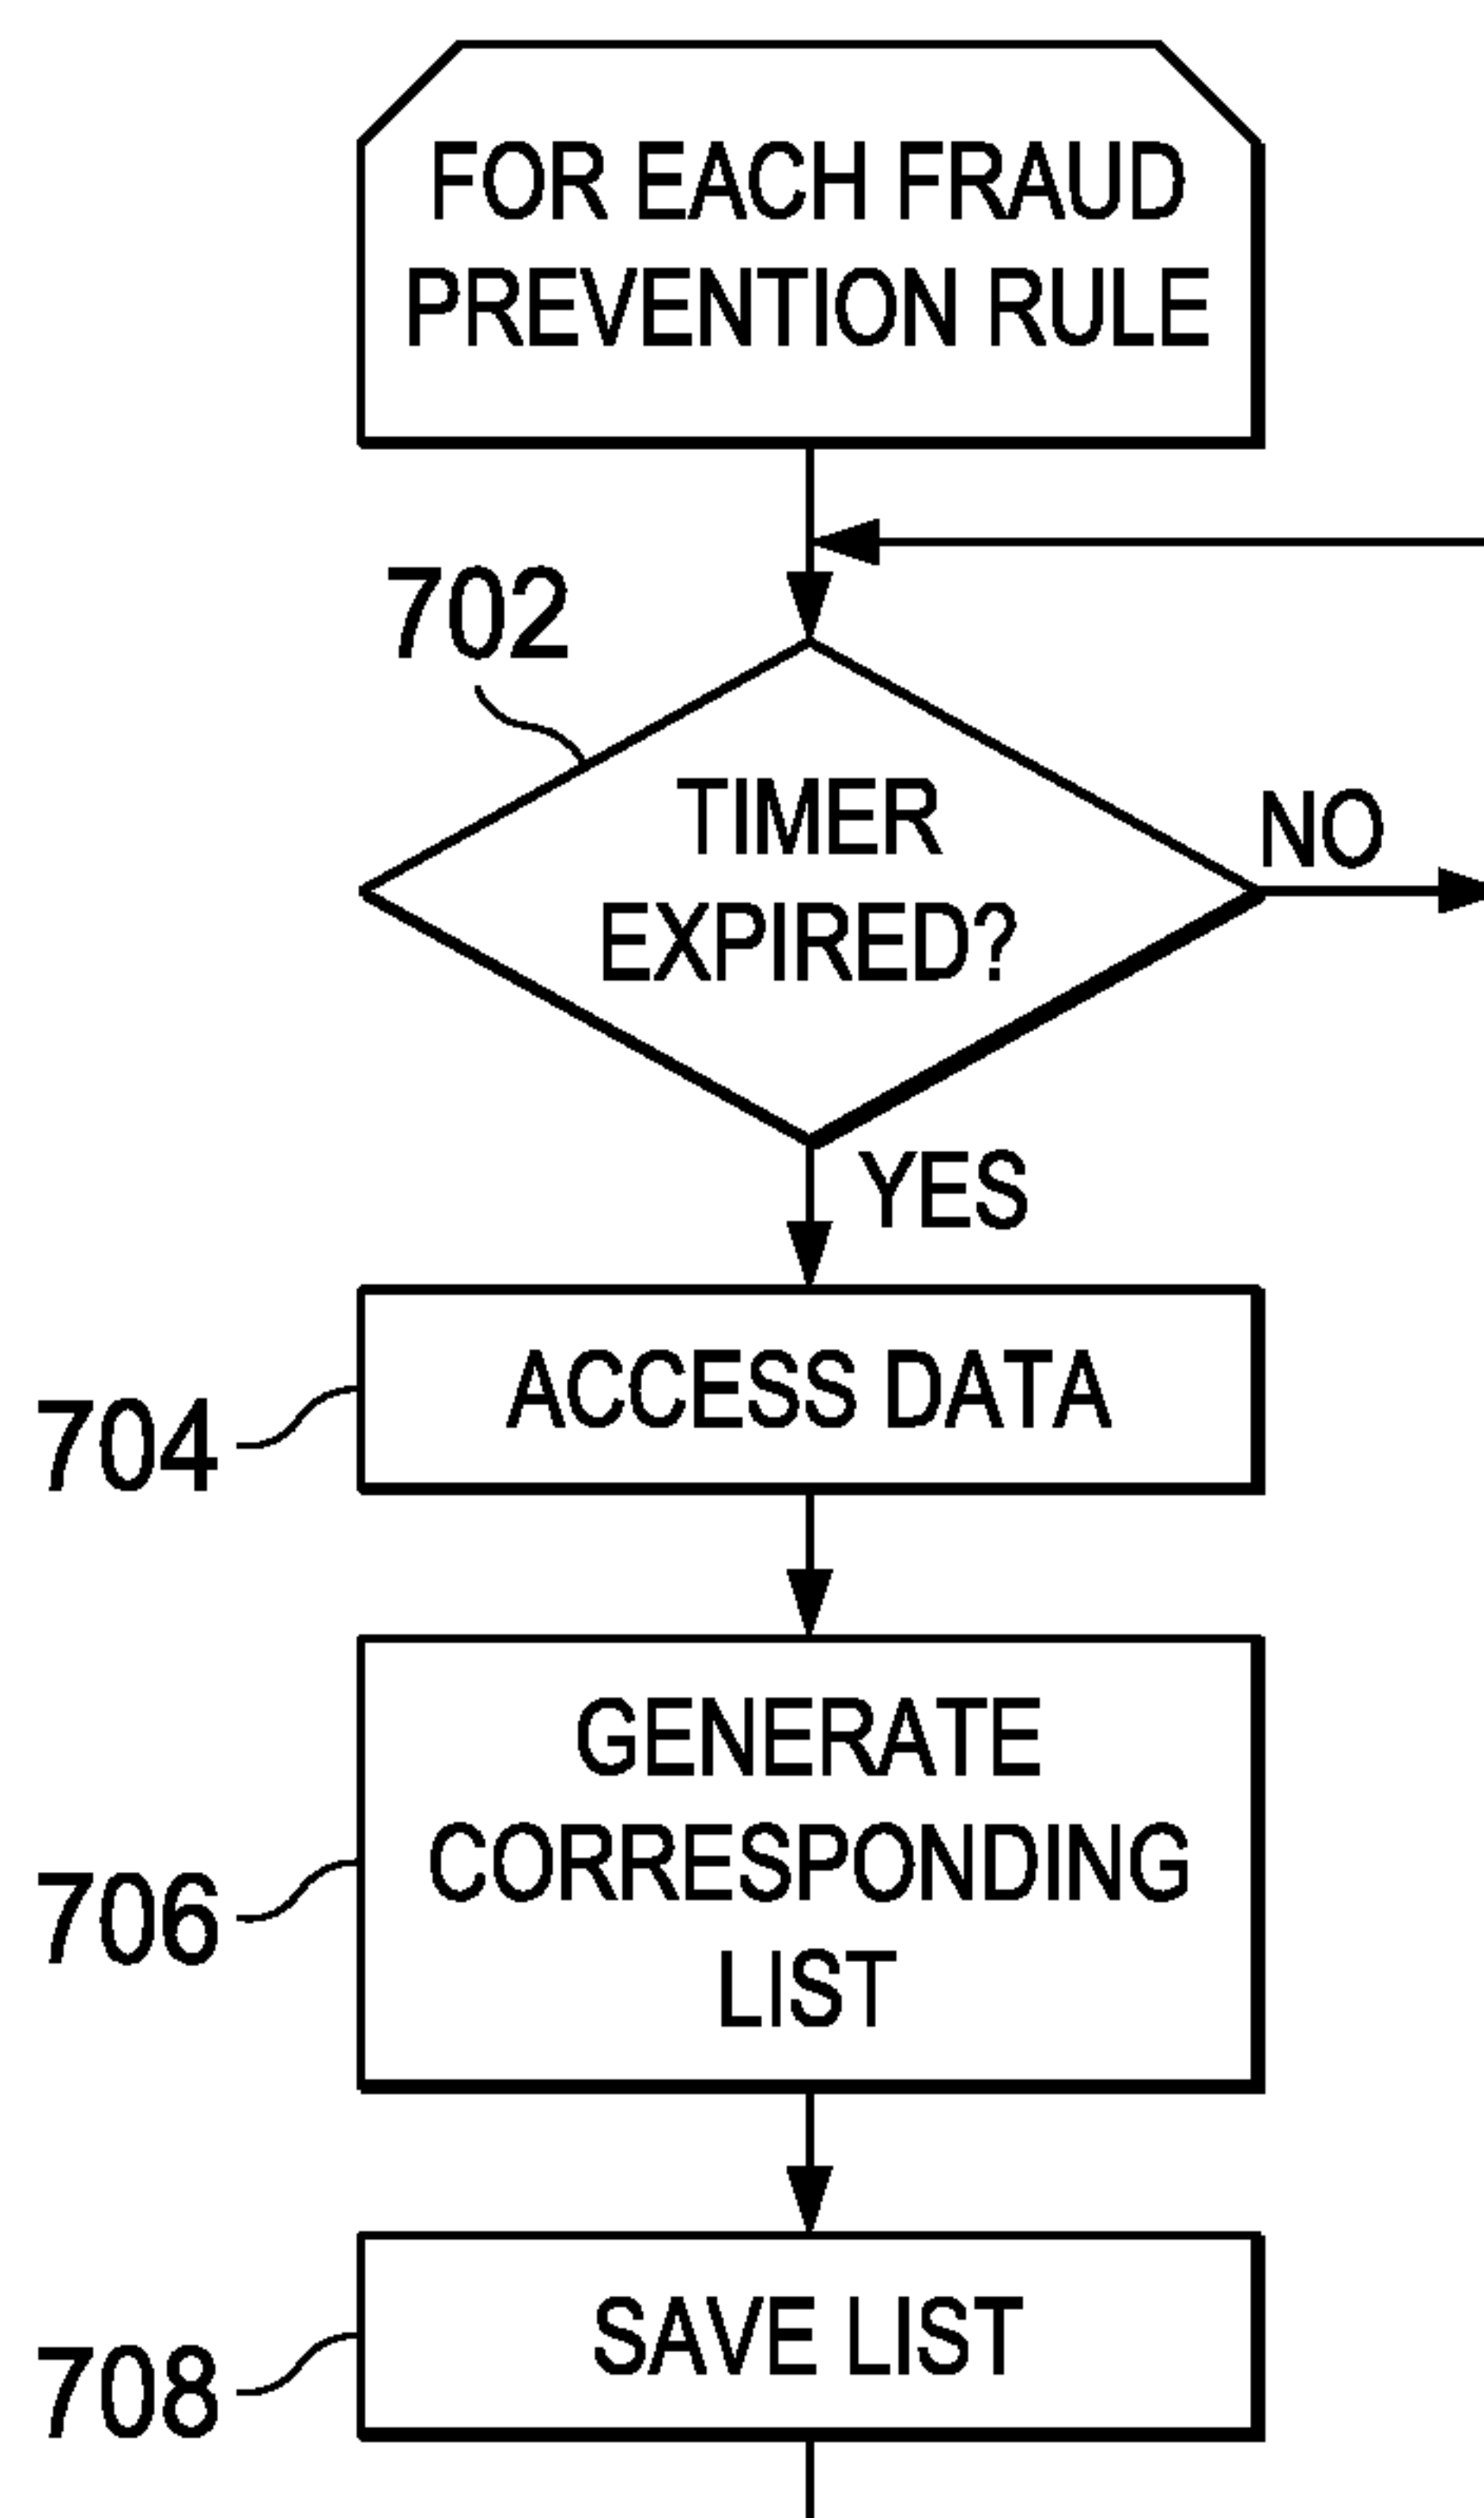 FOR EACH FRAUD
PREVENTION RULE
702
TIMER
EXPIRED?
NO
YES
704
ACCESS DATA
706
GENERATE
CORRESPONDING
LIST
708
SAVE LIST